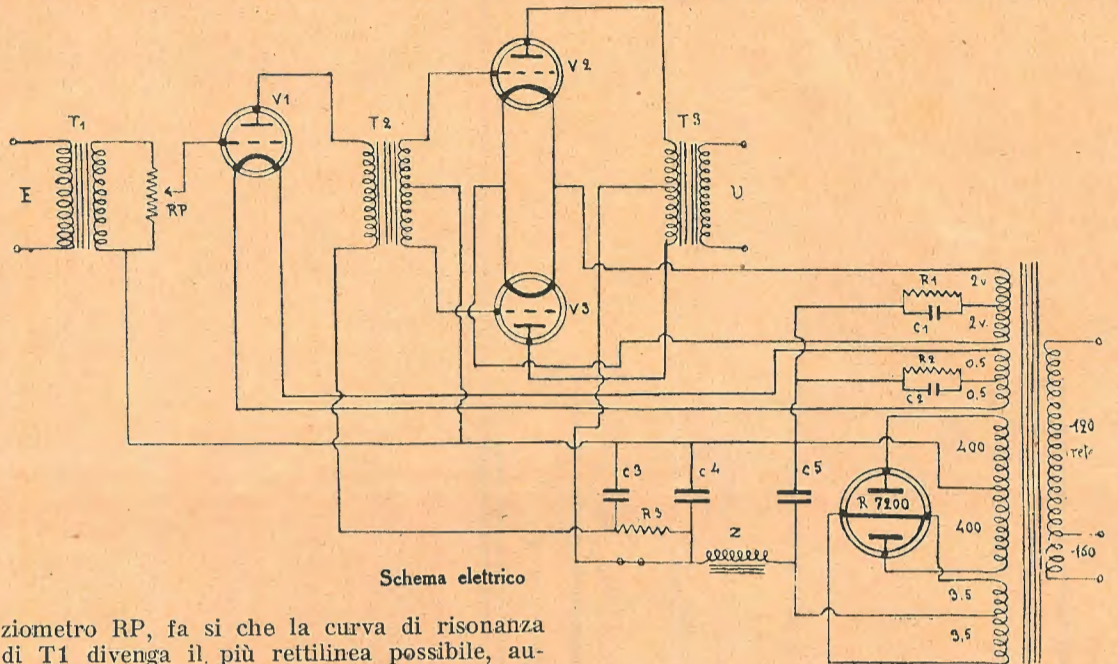 T1
E
RP
V1
T2
V2
V3
T3
U
R1
C1
2v
2v.
R2
C2
0.5
0.5
400
400
R 7200
3.5
3,5
120
rete
160
C3
R3
C4
C5
Z
Schema elettrico
ziometro RP, fa si che la curva di risonanza
di T1 divenga il più rettilinea possibile, au-